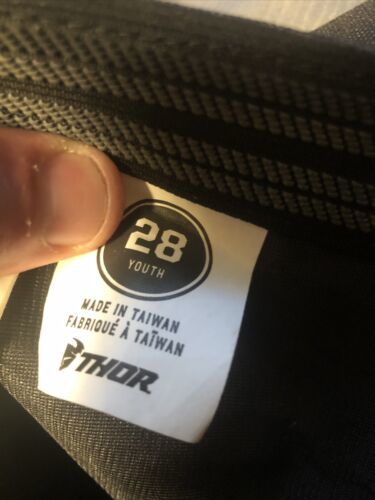 28
YOUTH
MADE IN TAIWAN
FABRIQUÉ À TAÏWAN
THOR